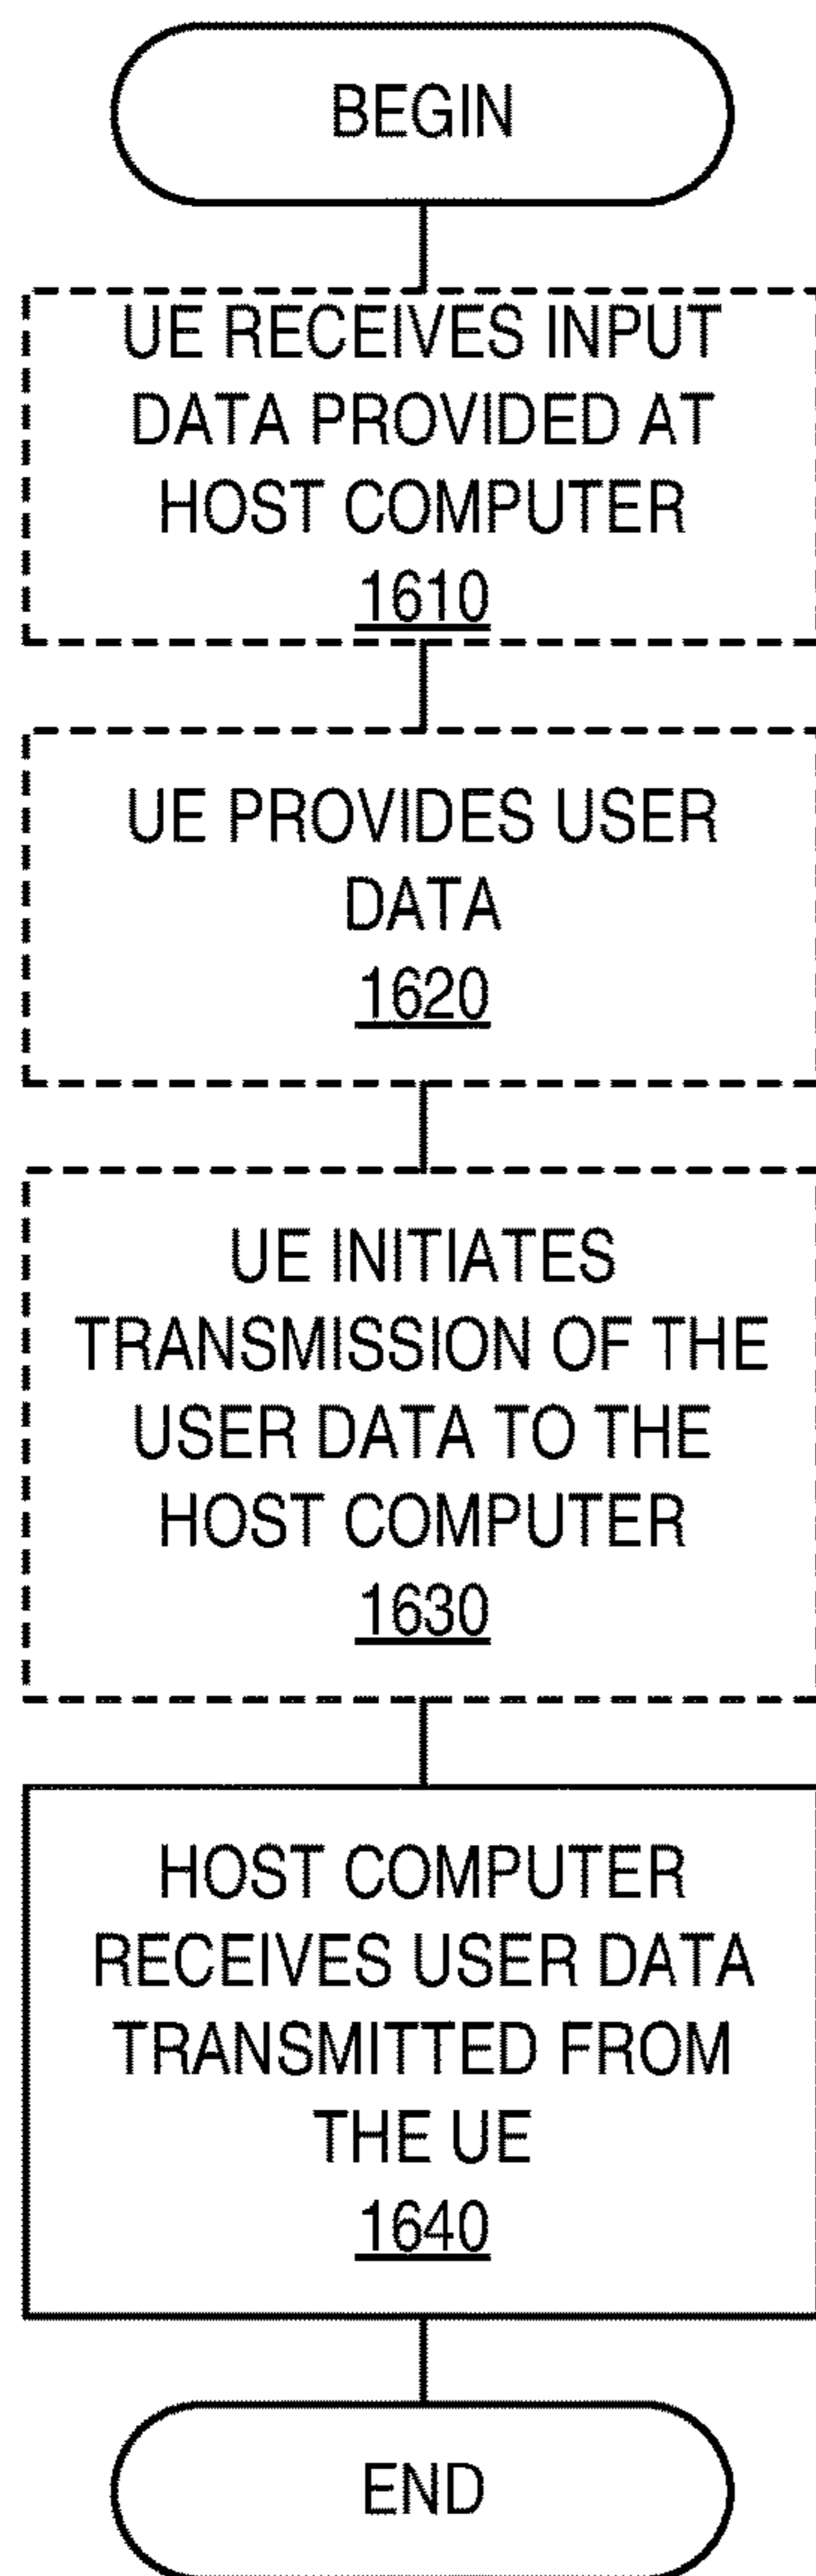 BEGIN
UE RECEIVES INPUT
DATA PROVIDED AT
HOST COMPUTER
1610
UE PROVIDES USER
DATA
1620
UE INITIATES
TRANSMISSION OF THE
USER DATA TO THE
HOST COMPUTER
1630
HOST COMPUTER
RECEIVES USER DATA
TRANSMITTED FROM
THE UE
1640
END